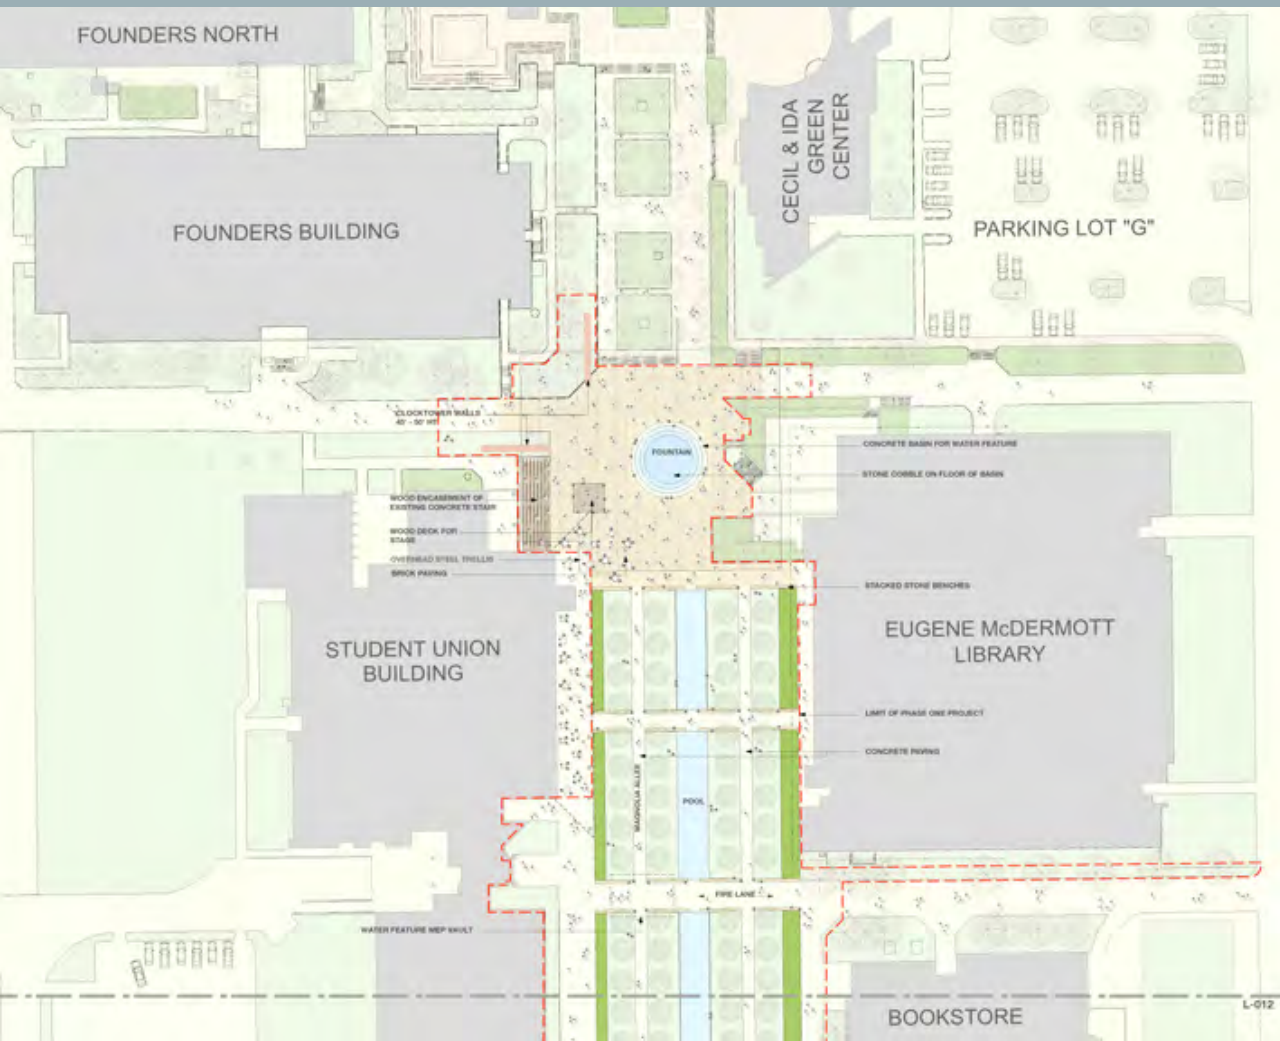 FOUNDERS NORTH
CECIL & IDA
GREEN
CENTER
FOUNDERS BUILDING
PARKING LOT "G"
CLOCKTOWER WALLS
40' - 50' HT
FOUNTAIN
CONCRETE BASIN FOR WATER FEATURE
STONE COBBLE ON FLOOR OF BASIN
WOOD ENCASEMENT OF
EXISTING CONCRETE STAIR
WOOD DECK FOR
STAGE
OVERHEAD STEEL TRELLIS
BRICK PAVING
STACKED STONE BENCHES
STUDENT UNION
BUILDING
EUGENE McDERMOTT
LIBRARY
LIMIT OF PHASE ONE PROJECT
CONCRETE PAVING
MAGNOLIA ALLEE
POOL
FIRE LANE
WATER FEATURE MEP VAULT
L-012
BOOKSTORE